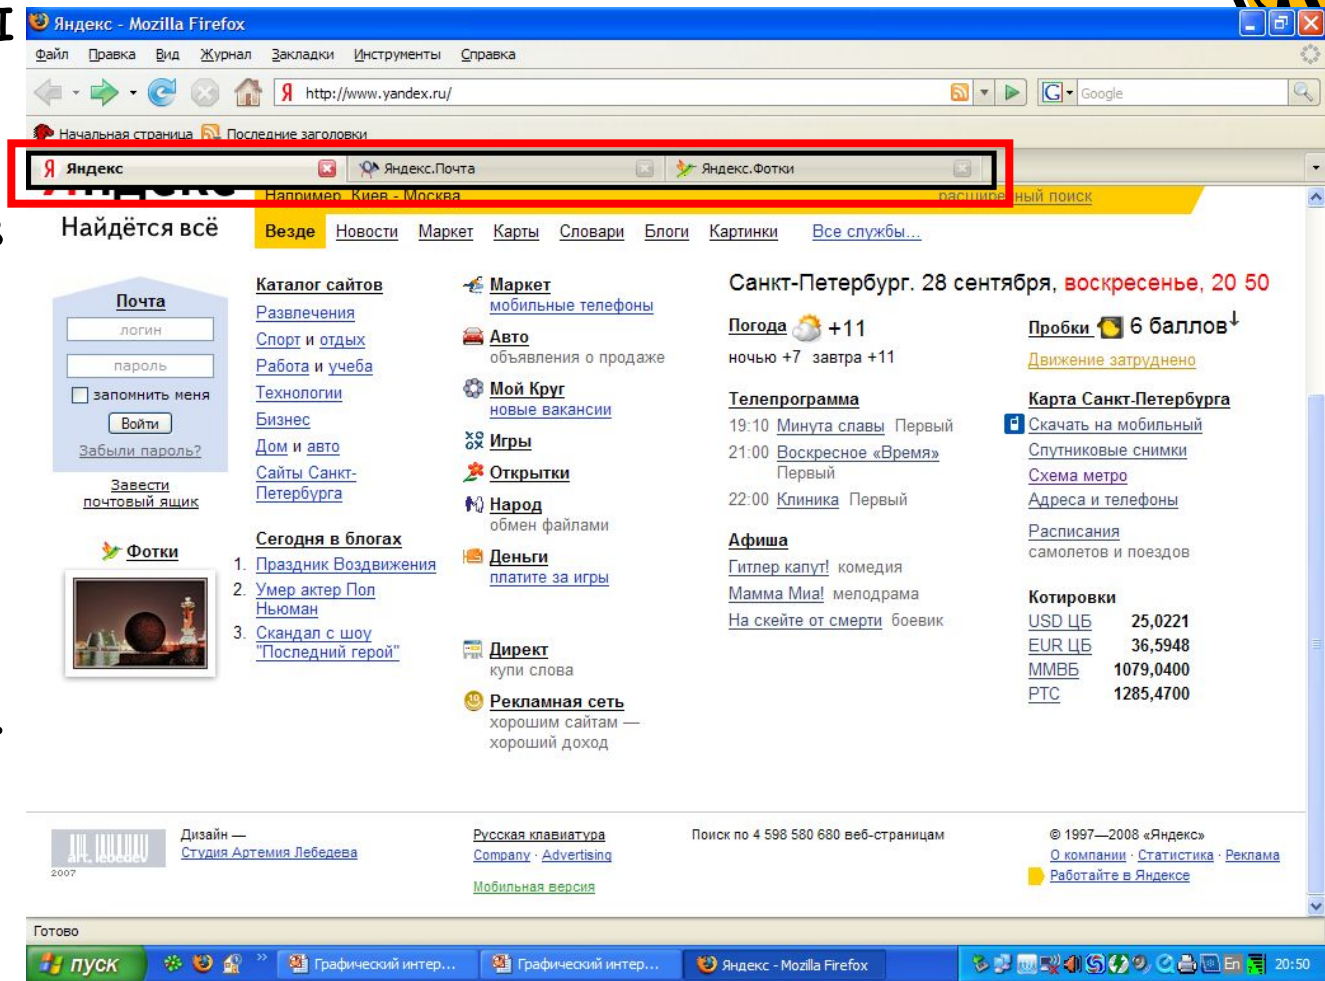 Яндекс - Mozilla Firefox
Файл Правка Вид Журнал Закладки Инструменты Справка
http://www.yandex.ru/
Google
Начальная страница Последние заголовки
Яндекс Яндекс.Почта Яндекс.Фотки
Например, Киев - Москва расширенный поиск
Найдётся всё
Везде Новости Маркет Карты Словари Блоги Картинки Все службы...
Почта
логин
пароль
запомнить меня
Войти
Забыли пароль?
Завести
почтовый ящик
Фотки
Каталог сайтов
Развлечения
Спорт и отдых
Работа и учеба
Технологии
Бизнес
Дом и авто
Сайты Санкт-
Петербурга
Сегодня в блогах
1. Праздник Воздвижения
2. Умер актер Пол
Ньюман
3. Скандал с шоу
"Последний герой"
Маркет
мобильные телефоны
Авто
объявления о продаже
Мой Круг
новые вакансии
Игры
Открытки
Народ
обмен файлами
Деньги
платите за игры
Директ
купи слова
Рекламная сеть
хорошим сайтам —
хороший доход
Санкт-Петербург. 28 сентября, воскресенье, 20 50
Погода +11
ночью +7 завтра +11
Телепрограмма
19:10 Минута славы Первый
21:00 Воскресное «Время»
Первый
22:00 Клиника Первый
Афиша
Гитлер капут! комедия
Мамма Миа! мелодрама
На скейте от смерти боевик
Пробки 6 баллов↓
Движение затруднено
Карта Санкт-Петербурга
Скачать на мобильный
Спутниковые снимки
Схема метро
Адреса и телефоны
Расписания
самолетов и поездов
Котировки
USD ЦБ 25,0221
EUR ЦБ 36,5948
ММВБ 1079,0400
РТС 1285,4700
art. lebedev
2007
Дизайн —
Студия Артемия Лебедева
Русская клавиатура
Company · Advertising
Мобильная версия
Поиск по 4 598 580 680 веб-страницам
© 1997—2008 «Яндекс»
О компании · Статистика · Реклама
Работайте в Яндексе
Готово
пуск
Графический интер...
Графический интер...
Яндекс - Mozilla Firefox
En
20:50